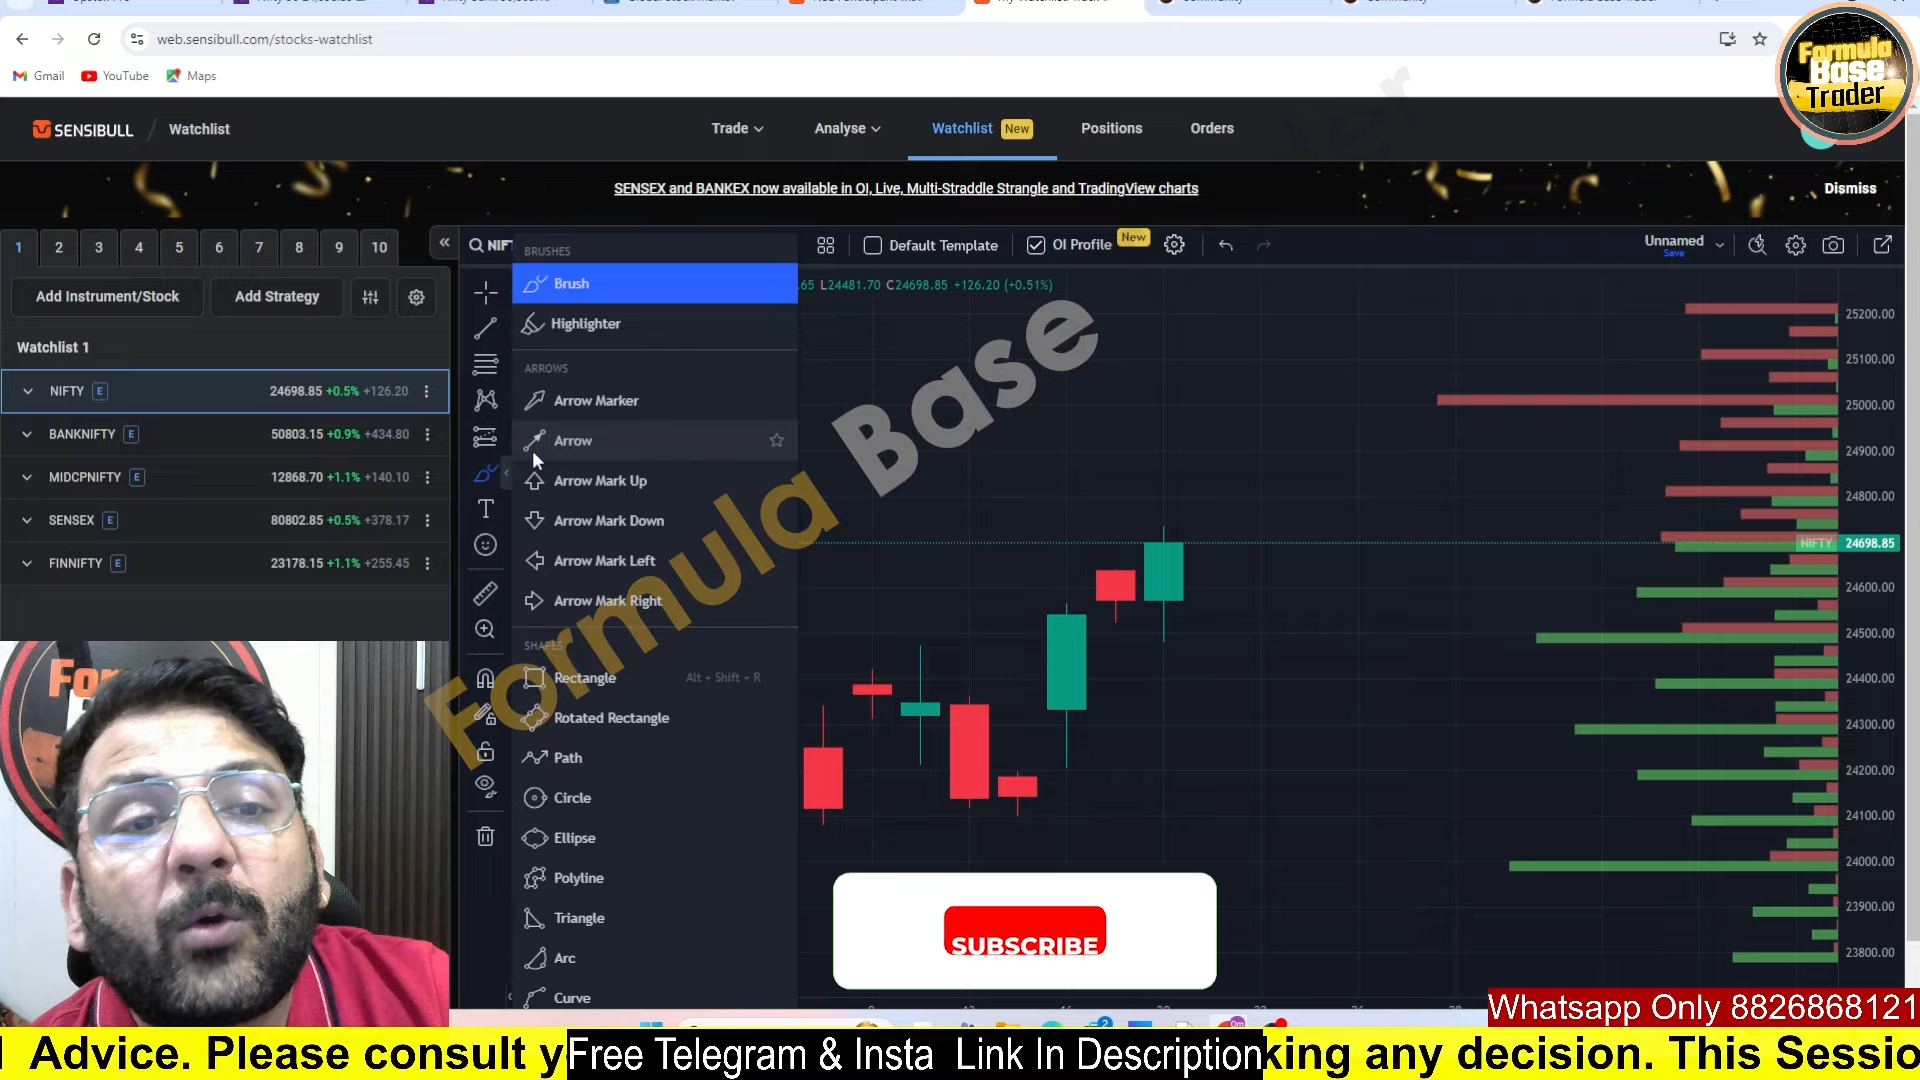 web.sensibull.com/stocks-watchlist
Gmail YouTube Maps
Formula Base Trader
SENSIBULL / Watchlist Trade Analyse Watchlist New Positions Orders
SENSEX and BANKEX now available in OI, Live, Multi-Straddle Strangle and TradingView charts Dismiss
1 2 3 4 5 6 7 8 9 10
Add Instrument/Stock Add Strategy
Watchlist 1
NIFTY E 24698.85 +0.5% +126.20
BANKNIFTY E 50803.15 +0.9% +434.80
MIDCPNIFTY E 12868.70 +1.1% +140.10
SENSEX E 80802.85 +0.5% +378.17
FINNIFTY E 23178.15 +1.1% +255.45
NIF Default Template OI Profile New Unnamed
Save
.65 L24481.70 C24698.85 +126.20 (+0.51%)
BRUSHES
Brush
Highlighter
ARROWS
Arrow Marker
Arrow
Arrow Mark Up
Arrow Mark Down
Arrow Mark Left
Arrow Mark Right
SHAPES
Rectangle Alt + Shift + R
Rotated Rectangle
Path
Circle
Ellipse
Polyline
Triangle
Arc
Curve
Formula Base
25200.00
25100.00
25000.00
24900.00
24800.00
NIFTY 24698.85
24600.00
24500.00
24400.00
24300.00
24200.00
24100.00
24000.00
23900.00
23800.00
SUBSCRIBE
Whatsapp Only 8826868121
Advice. Please consult y
Free Telegram & Insta Link In Description
king any decision. This Sessio